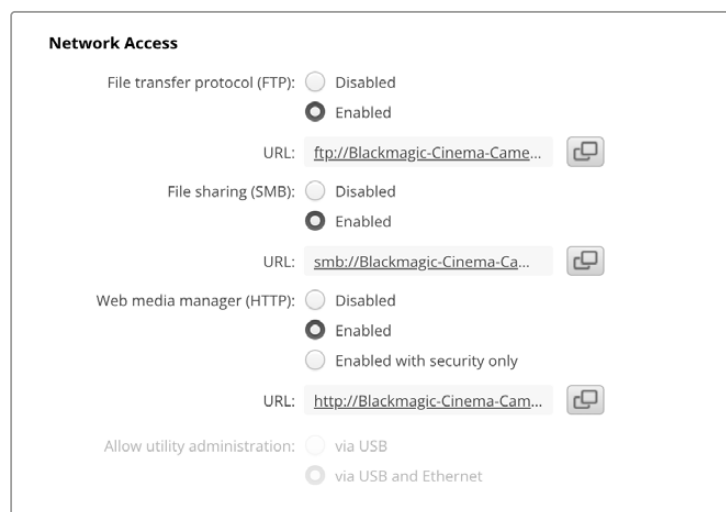 Network Access
File transfer protocol (FTP): Disabled
Enabled
URL: ftp://Blackmagic-Cinema-Came...
File sharing (SMB): Disabled
Enabled
URL: smb://Blackmagic-Cinema-Ca...
Web media manager (HTTP): Disabled
Enabled
Enabled with security only
URL: http://Blackmagic-Cinema-Cam...
Allow utility administration: via USB
via USB and Ethernet